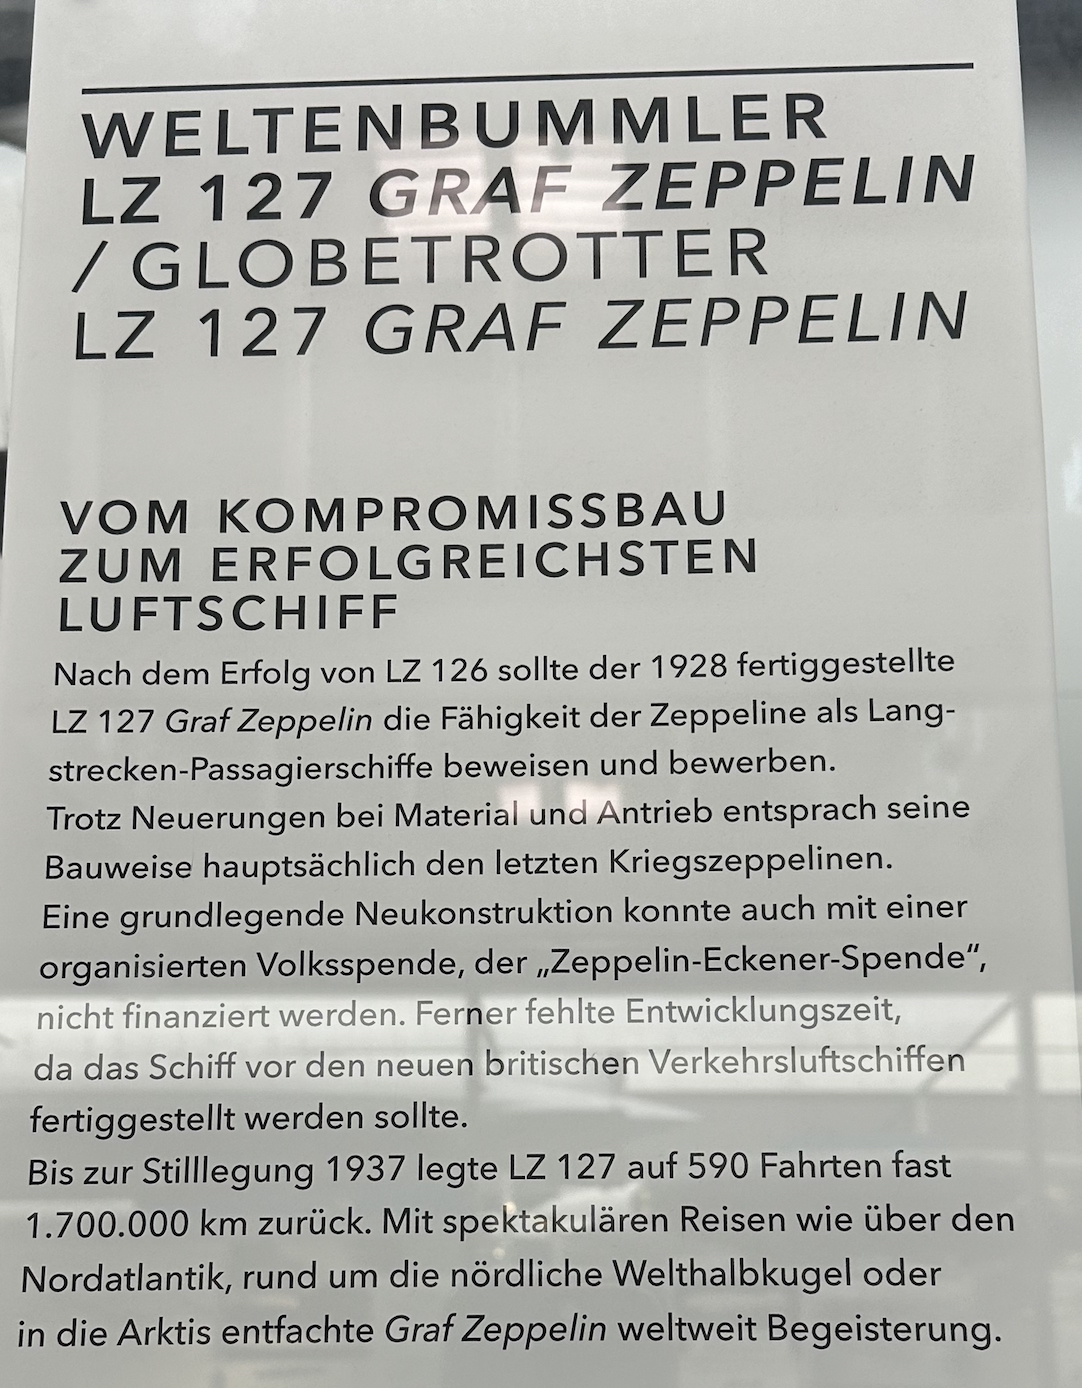 WELTENBUMMLER
LZ 127 GRAF ZEPPELIN
/ GLOBETROTTER
LZ 127 GRAF ZEPPELIN
VOM KOMPROMISSBAU
ZUM ERFOLGREICHSTEN
LUFTSCHIFF
Nach dem Erfolg von LZ 126 sollte der 1928 fertiggestellte
LZ 127 Graf Zeppelin die Fähigkeit der Zeppeline als Lang-
strecken-Passagierschiffe beweisen und bewerben.
Trotz Neuerungen bei Material und Antrieb entsprach seine
Bauweise hauptsächlich den letzten Kriegszeppelinen.
Eine grundlegende Neukonstruktion konnte auch mit einer
organisierten Volksspende, der „Zeppelin-Eckener-Spende“,
nicht finanziert werden. Ferner fehlte Entwicklungszeit,
da das Schiff vor den neuen britischen Verkehrsluftschiffen
fertiggestellt werden sollte.
Bis zur Stilllegung 1937 legte LZ 127 auf 590 Fahrten fast
1.700.000 km zurück. Mit spektakulären Reisen wie über den
Nordatlantik, rund um die nördliche Welthalbkugel oder
in die Arktis entfachte Graf Zeppelin weltweit Begeisterung.